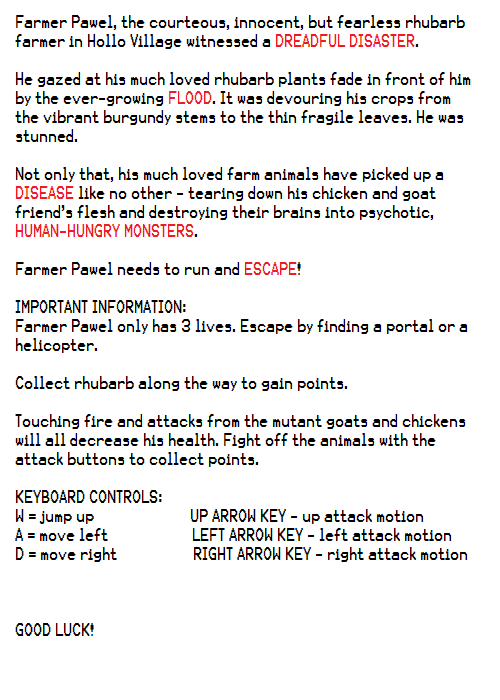 Farmer Pawel, the courteous, innocent, but fearless rhubarb
farmer in Hollo Village witnessed a DREADFUL DISASTER.
He gazed at his much loved rhubarb plants fade in front of him
by the ever-growing FLOOD. It was devouring his crops from
the vibrant burgundy stems to the thin fragile leaves. He was
stunned.
Not only that, his much loved farm animals have picked up a
DISEASE like no other - tearing down his chicken and goat
friend's flesh and destroying their brains into psychotic,
HUMAN-HUNGRY MONSTERS.
Farmer Pawel needs to run and ESCAPE!
IMPORTANT INFORMATION:
Farmer Pawel only has 3 lives. Escape by finding a portal or a
helicopter.
Collect rhubarb along the way to gain points.
Touching fire and attacks from the mutant goats and chickens
will all decrease his health. Fight off the animals with the
attack buttons to collect points.
KEYBOARD CONTROLS:
W = jump up UP ARROW KEY - up attack motion
A = move left LEFT ARROW KEY - left attack motion
D = move right RIGHT ARROW KEY - right attack motion
GOOD LUCK!